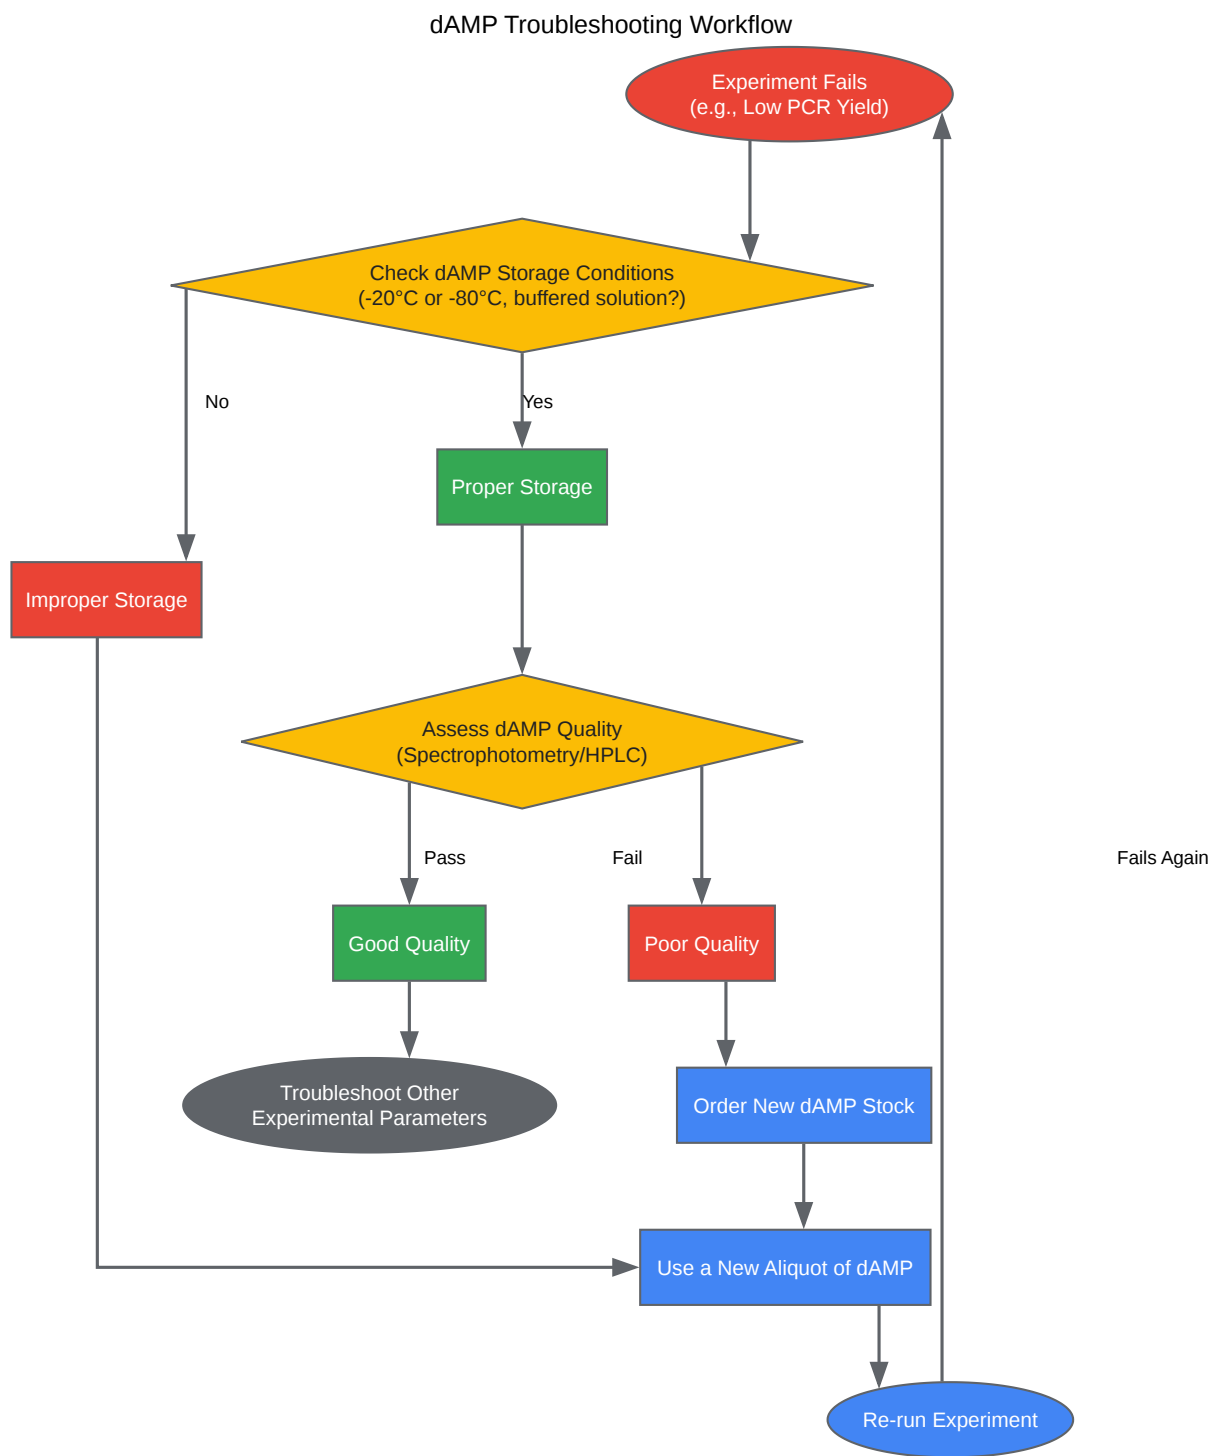 dAMP Troubleshooting Workflow
Experiment Fails
(e.g., Low PCR Yield)
Check dAMP Storage Conditions
(-20°C or -80°C, buffered solution?)
No
Yes
Proper Storage
Improper Storage
Assess dAMP Quality
(Spectrophotometry/HPLC)
Pass
Fail
Fails Again
Good Quality
Poor Quality
Troubleshoot Other
Experimental Parameters
Order New dAMP Stock
Use a New Aliquot of dAMP
Re-run Experiment